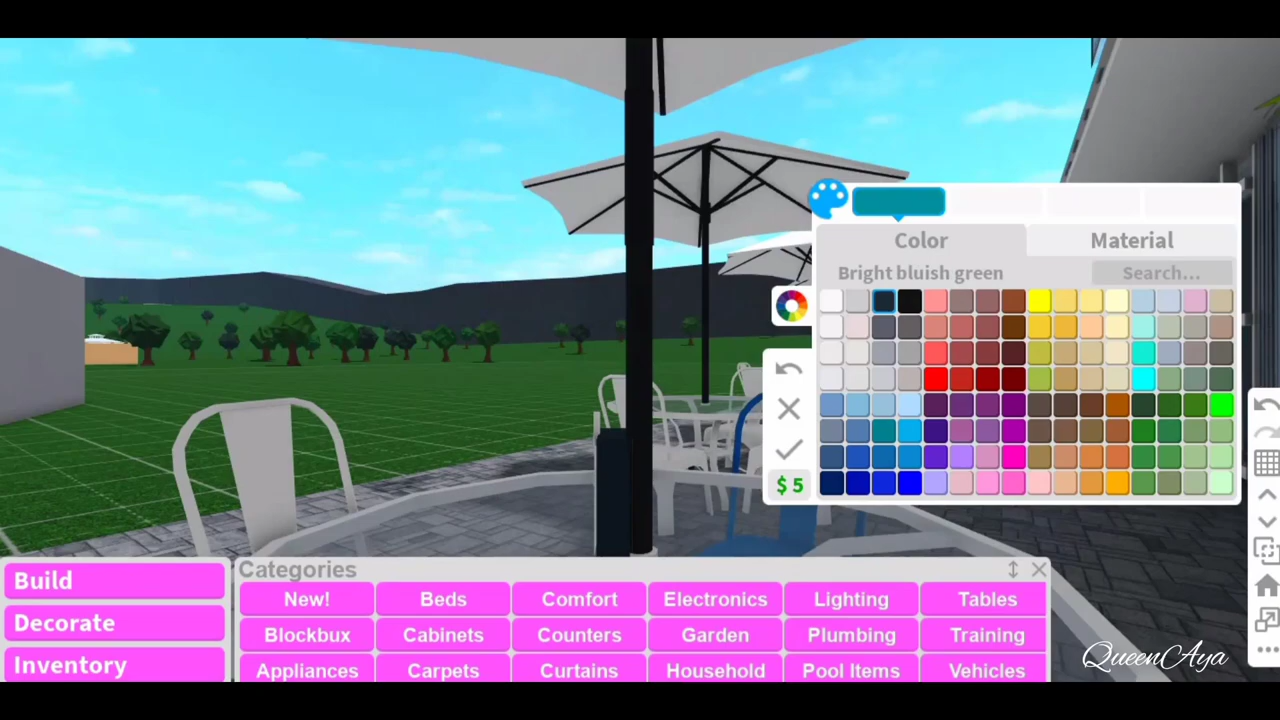 Color Material
Bright bluish green Search...
$ 5
Build
Decorate
Inventory
Categories
New! Beds Comfort Electronics Lighting Tables
Blockbux Cabinets Counters Garden Plumbing Training
Appliances Carpets Curtains Household Pool Items Vehicles
QueenAya